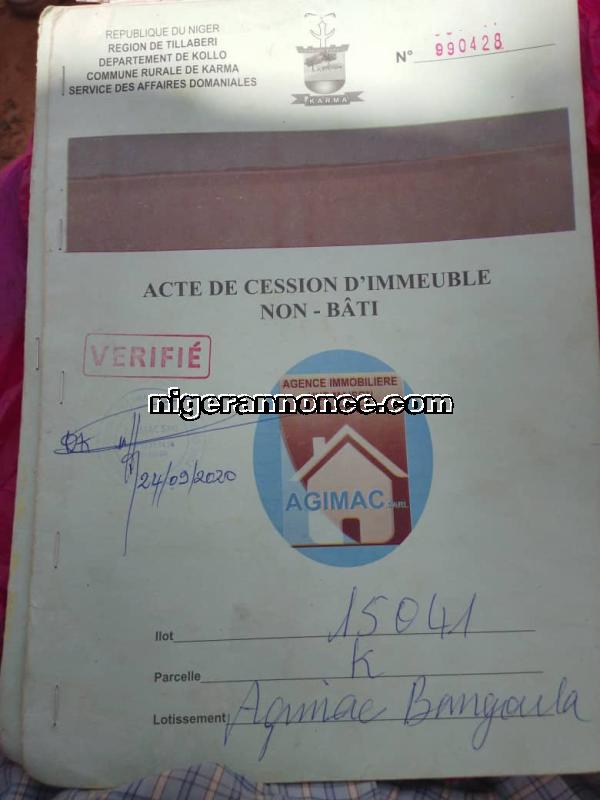 REPUBLIQUE DU NIGER
REGION DE TILLABERI
DEPARTEMENT DE KOLLO
COMMUNE RURALE DE KARMA
SERVICE DES AFFAIRES DOMANIALES
KARMA
N° 990428
ACTE DE CESSION D'IMMEUBLE
NON - BÂTI
VERIFIÉ
AGENCE IMMOBILIERE
nigerannonce.com
24/09/2020
AGIMAC SARL
Ilot 15041
Parcelle K
Lotissement Agimac Bangoula